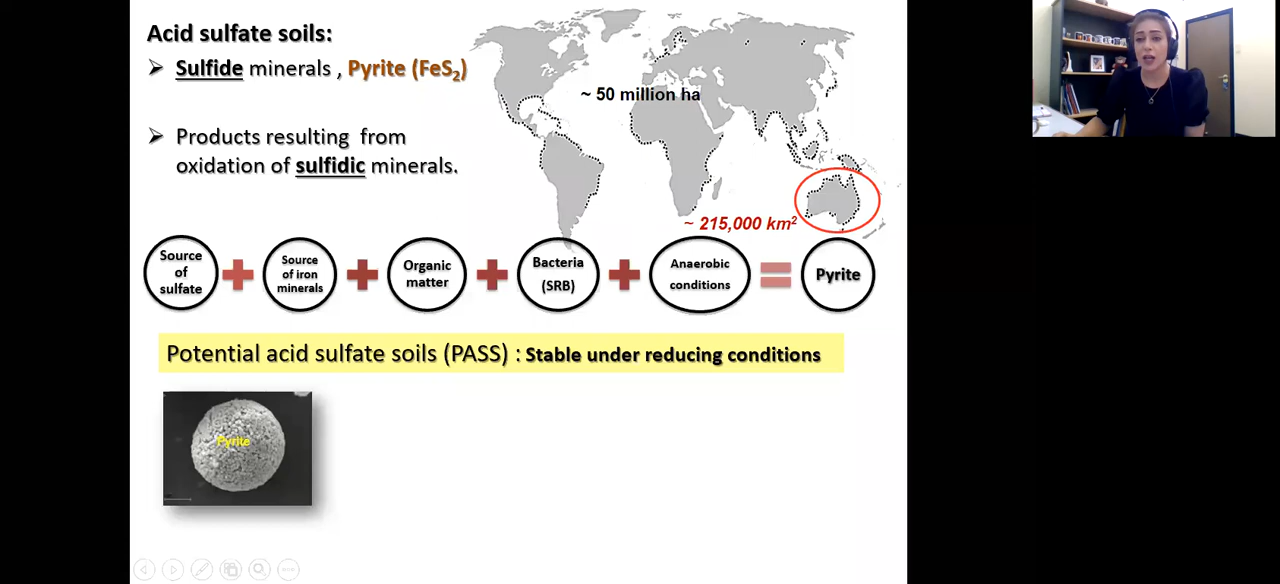 Acid sulfate soils:
➢ Sulfide minerals , Pyrite (FeS₂)
~ 50 million ha
➢ Products resulting from
oxidation of sulfidic minerals.
~ 215,000 km²
Source
of
sulfate
Source
of iron
minerals
Organic
matter
Bacteria
(SRB)
Anaerobic
conditions
Pyrite
Potential acid sulfate soils (PASS) : Stable under reducing conditions
Pyrite